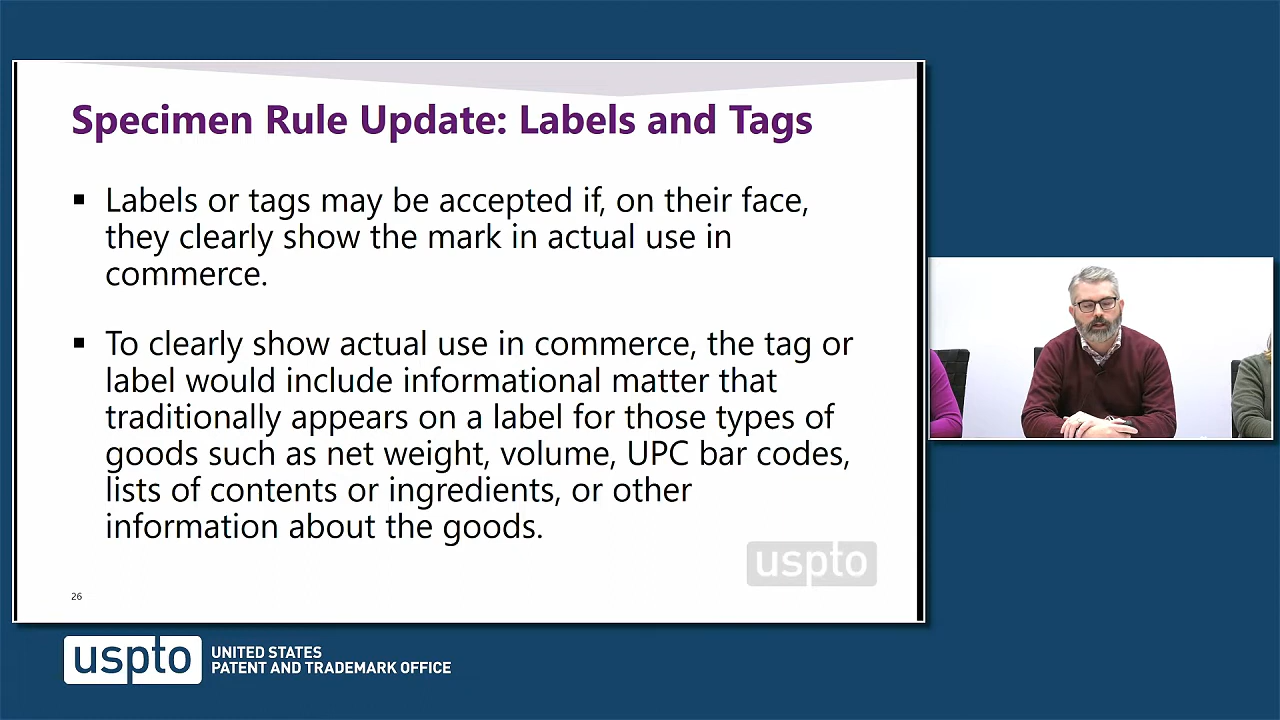 Specimen Rule Update: Labels and Tags
▪ Labels or tags may be accepted if, on their face,
they clearly show the mark in actual use in
commerce.
▪ To clearly show actual use in commerce, the tag or
label would include informational matter that
traditionally appears on a label for those types of
goods such as net weight, volume, UPC bar codes,
lists of contents or ingredients, or other
information about the goods.
uspto
26
uspto
UNITED STATES
PATENT AND TRADEMARK OFFICE